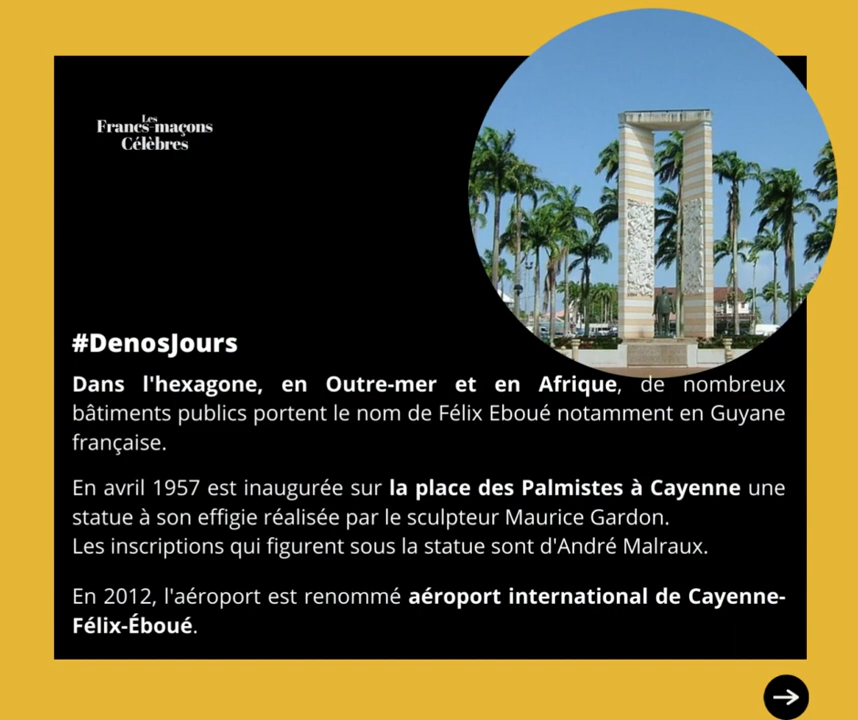 Les
Francs-maçons
Célèbres
#DenosJours
Dans l'hexagone, en Outre-mer et en Afrique, de nombreux
bâtiments publics portent le nom de Félix Eboué notamment en Guyane
française.
En avril 1957 est inaugurée sur la place des Palmistes à Cayenne une
statue à son effigie réalisée par le sculpteur Maurice Gardon.
Les inscriptions qui figurent sous la statue sont d'André Malraux.
En 2012, l'aéroport est renommé aéroport international de Cayenne-
Félix-Éboué.